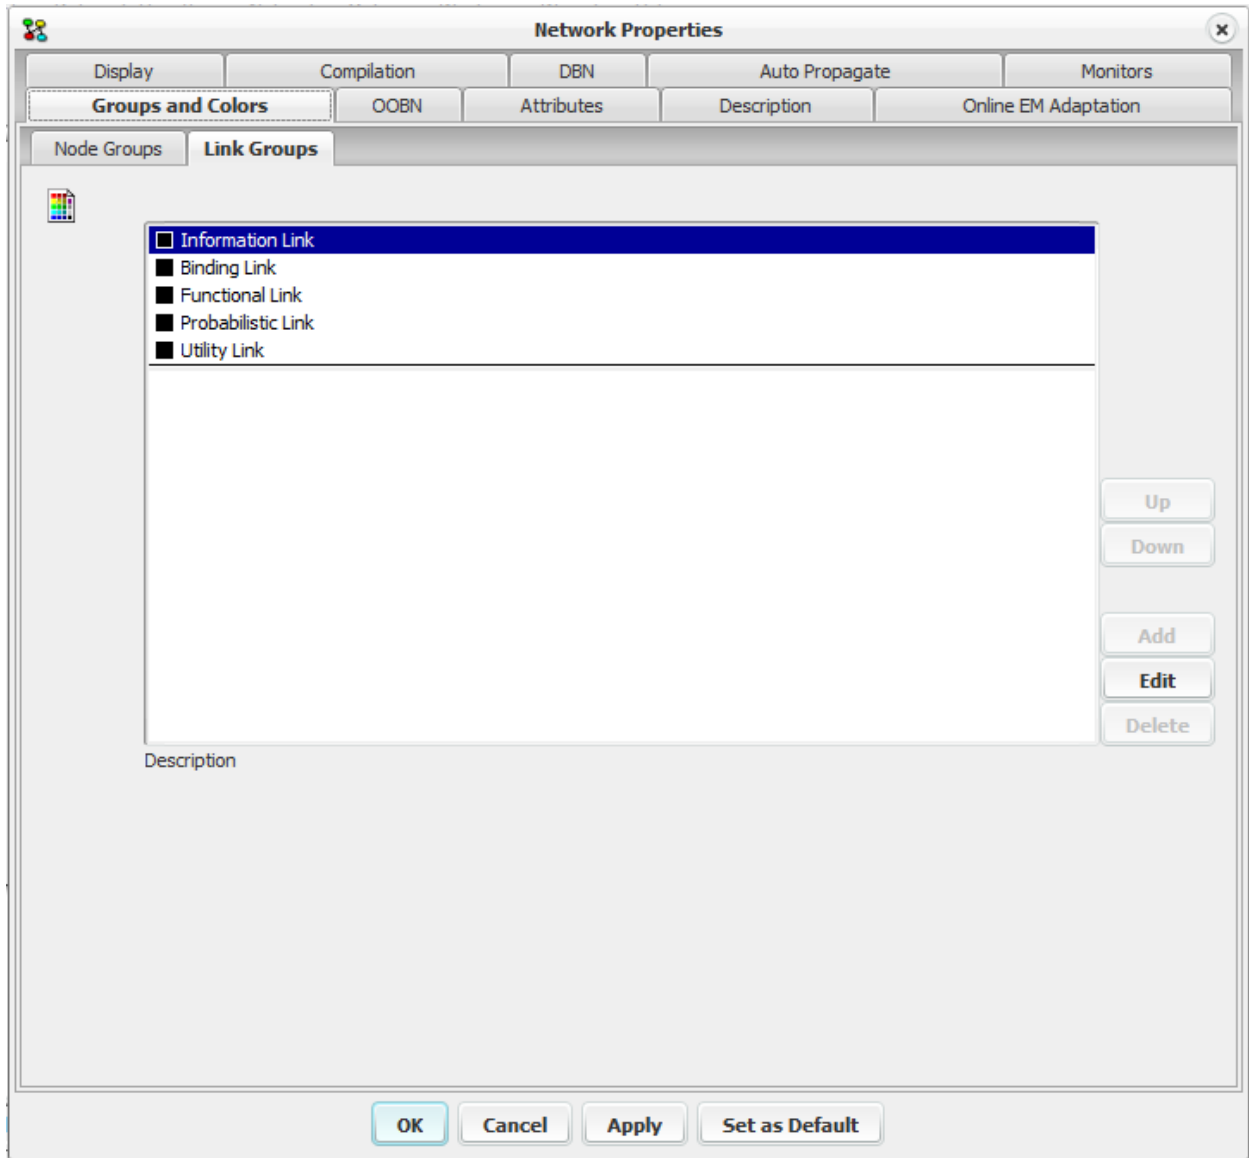 Network Properties
Display Compilation DBN Auto Propagate Monitors
Groups and Colors OOBN Attributes Description Online EM Adaptation
Node Groups Link Groups
Information Link
Binding Link
Functional Link
Probabilistic Link
Utility Link
Up
Down
Add
Edit
Delete
Description
OK Cancel Apply Set as Default